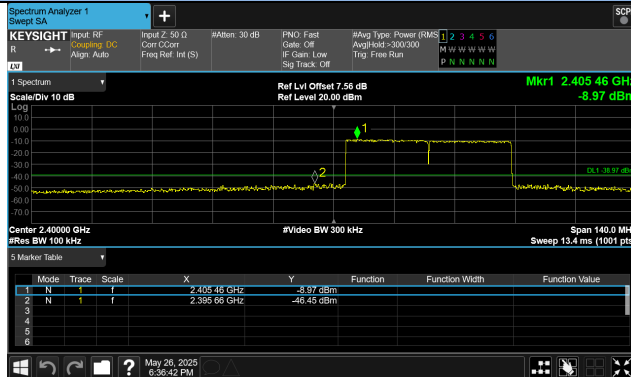 Spectrum Analyzer 1
Swept SA
SCP
KEYSIGHT Input: RF Input Z: 50 Ω #Atten: 30 dB PNO: Fast #Avg Type: Power (RMS 1 2 3 4 5 6
R Coupling: DC Corr CCorr Gate: Off Avg|Hold:>300/300 M W W W W W
Align: Auto Freq Ref: Int (S) IF Gain: Low Trig: Free Run
LXI Sig Track: Off P N N N N N
1 Spectrum Ref Lvl Offset 7.56 dB Mkr1 2.405 46 GHz
Scale/Div 10 dB Ref Level 20.00 dBm -8.97 dBm
Log
10.0
0.00
1
-10.0
-20.0
-30.0
2
DL1 -38.97 dBm
-40.0
-50.0
-60.0
-70.0
Center 2.40000 GHz #Video BW 300 kHz Span 140.0 MH
#Res BW 100 kHz Sweep 13.4 ms (1001 pts
5 Marker Table
Mode Trace Scale X Y Function Function Width Function Value
1 N 1 f 2.405 46 GHz -8.97 dBm
2 N 1 f 2.395 66 GHz -46.45 dBm
3
4
5
6
May 26, 2025
6:36:42 PM